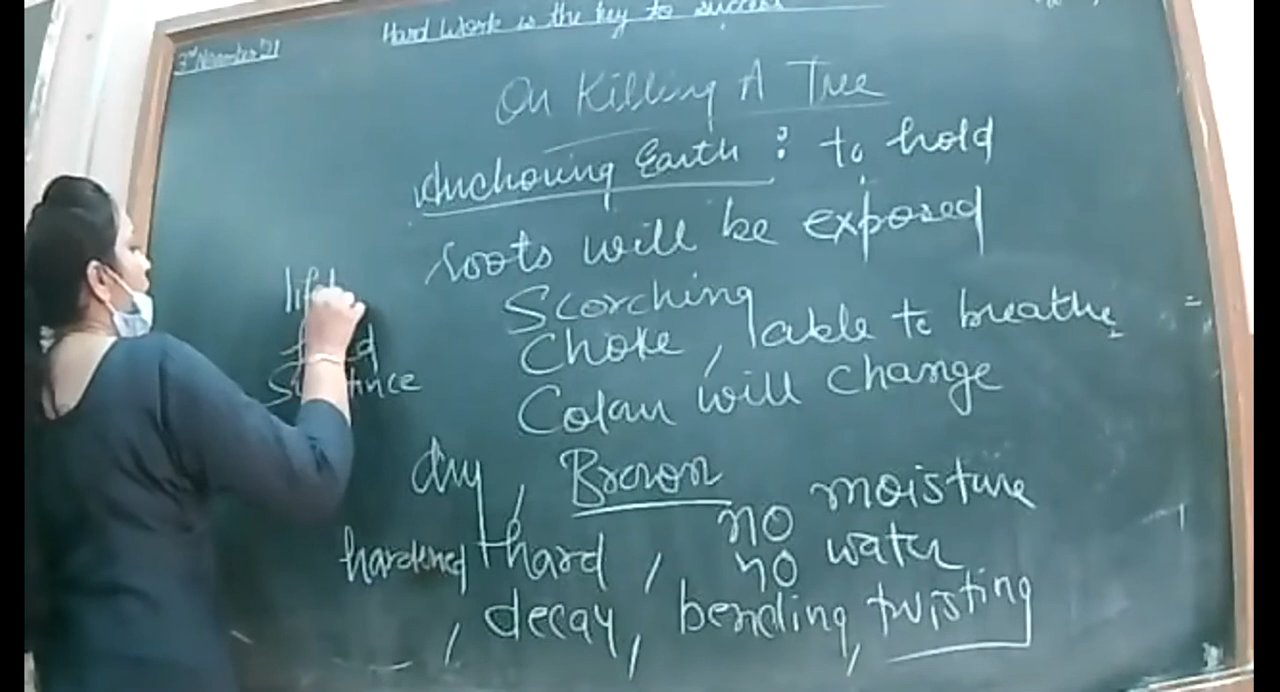 Hard Work is the key to success
3rd November'21
On Killing A Tree
Anchoring Earth : to hold
roots will be exposed
Scorching
Choke, lable to breathe
Colour will change
dry, Brown
no moisture
hardened hard, no water
, decay, bending, twisting